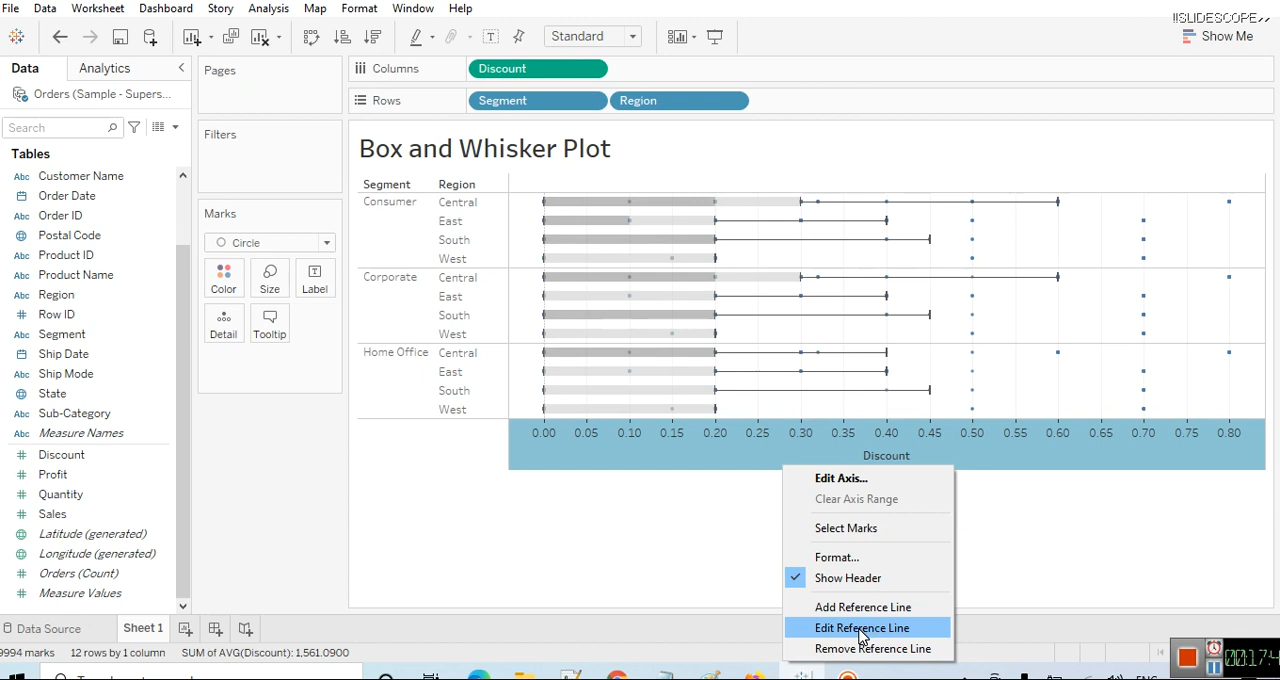 File Data Worksheet Dashboard Story Analysis Map Format Window Help
!!SLIDESCOPE>>
Standard
Show Me
Data Analytics
Pages
Columns Discount
Orders (Sample - Supers...
Rows Segment Region
Search
Filters
Tables
Box and Whisker Plot
Customer Name
Order Date
Order ID
Postal Code
Product ID
Product Name
Region
Row ID
Segment
Ship Date
Ship Mode
State
Sub-Category
Measure Names
Discount
Profit
Quantity
Sales
Latitude (generated)
Longitude (generated)
Orders (Count)
Measure Values
Marks
Circle
Color Size Label
Detail Tooltip
Segment Region
Consumer Central
East
South
West
Corporate Central
East
South
West
Home Office Central
East
South
West
0.00 0.05 0.10 0.15 0.20 0.25 0.30 0.35 0.40 0.45 0.50 0.55 0.60 0.65 0.70 0.75 0.80
Discount
Edit Axis...
Clear Axis Range
Select Marks
Format...
Show Header
Add Reference Line
Edit Reference Line
Remove Reference Line
Data Source Sheet 1
9994 marks 12 rows by 1 column SUM of AVG(Discount): 1,561.0900